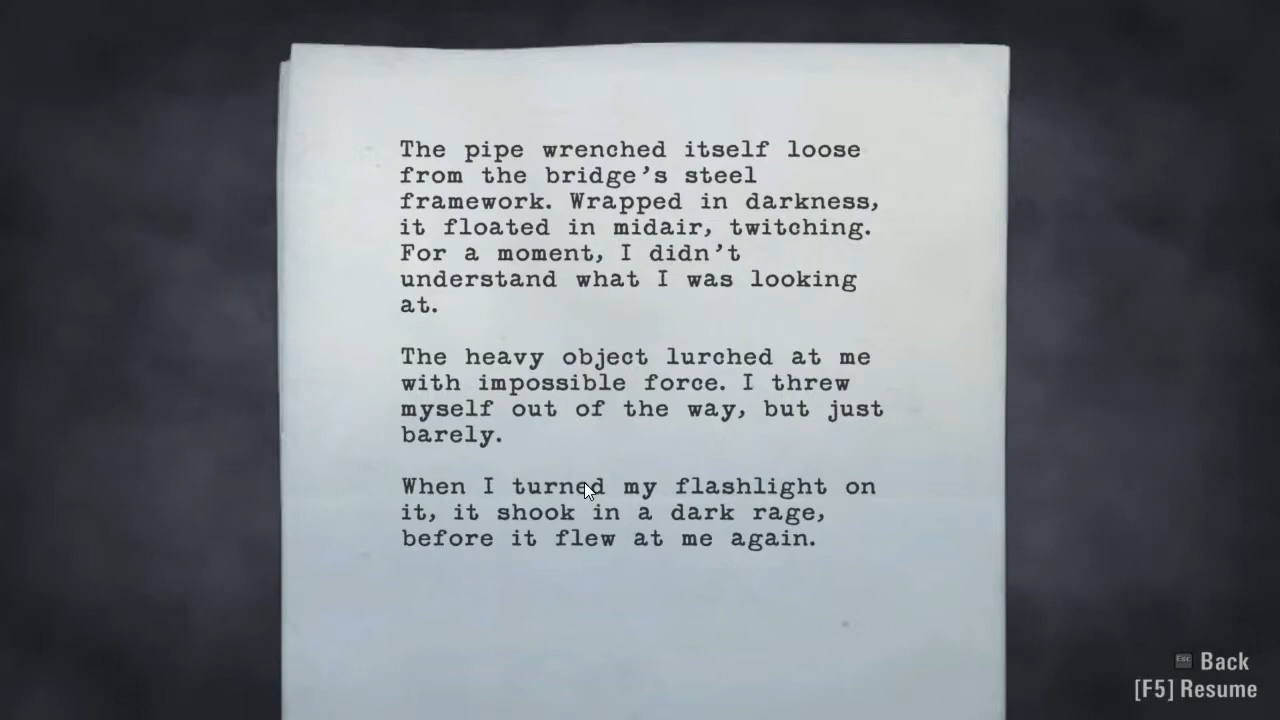 The pipe wrenched itself loose
from the bridge’s steel
framework. Wrapped in darkness,
it floated in midair, twitching.
For a moment, I didn’t
understand what I was looking
at.
The heavy object lurched at me
with impossible force. I threw
myself out of the way, but just
barely.
When I turned my flashlight on
it, it shook in a dark rage,
before it flew at me again.
Esc Back
[F5] Resume